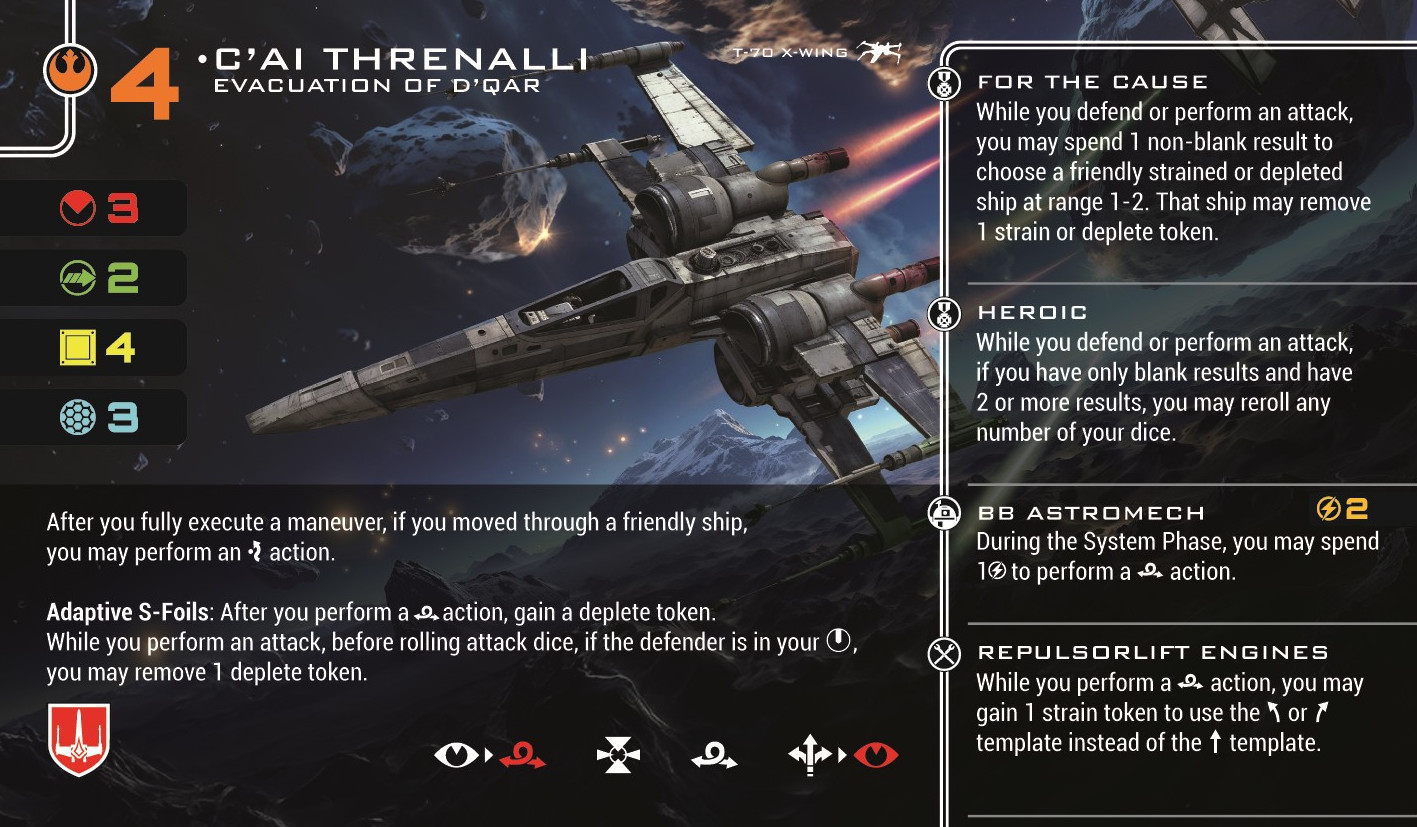 4
•C'AI THRENALLI
EVACUATION OF D'QAR
T-70 X-WING
3
2
4
3
After you fully execute a maneuver, if you moved through a friendly ship,
you may perform an action.
Adaptive S-Foils: After you perform a action, gain a deplete token.
While you perform an attack, before rolling attack dice, if the defender is in your ,
you may remove 1 deplete token.
FOR THE CAUSE
While you defend or perform an attack,
you may spend 1 non-blank result to
choose a friendly strained or depleted
ship at range 1-2. That ship may remove
1 strain or deplete token.
HEROIC
While you defend or perform an attack,
if you have only blank results and have
2 or more results, you may reroll any
number of your dice.
BB ASTROMECH 2
During the System Phase, you may spend
1 to perform a action.
REPULSORLIFT ENGINES
While you perform a action, you may
gain 1 strain token to use the or
template instead of the template.